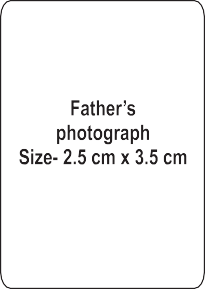 Father's
photograph
Size- 2.5 cm x 3.5 cm